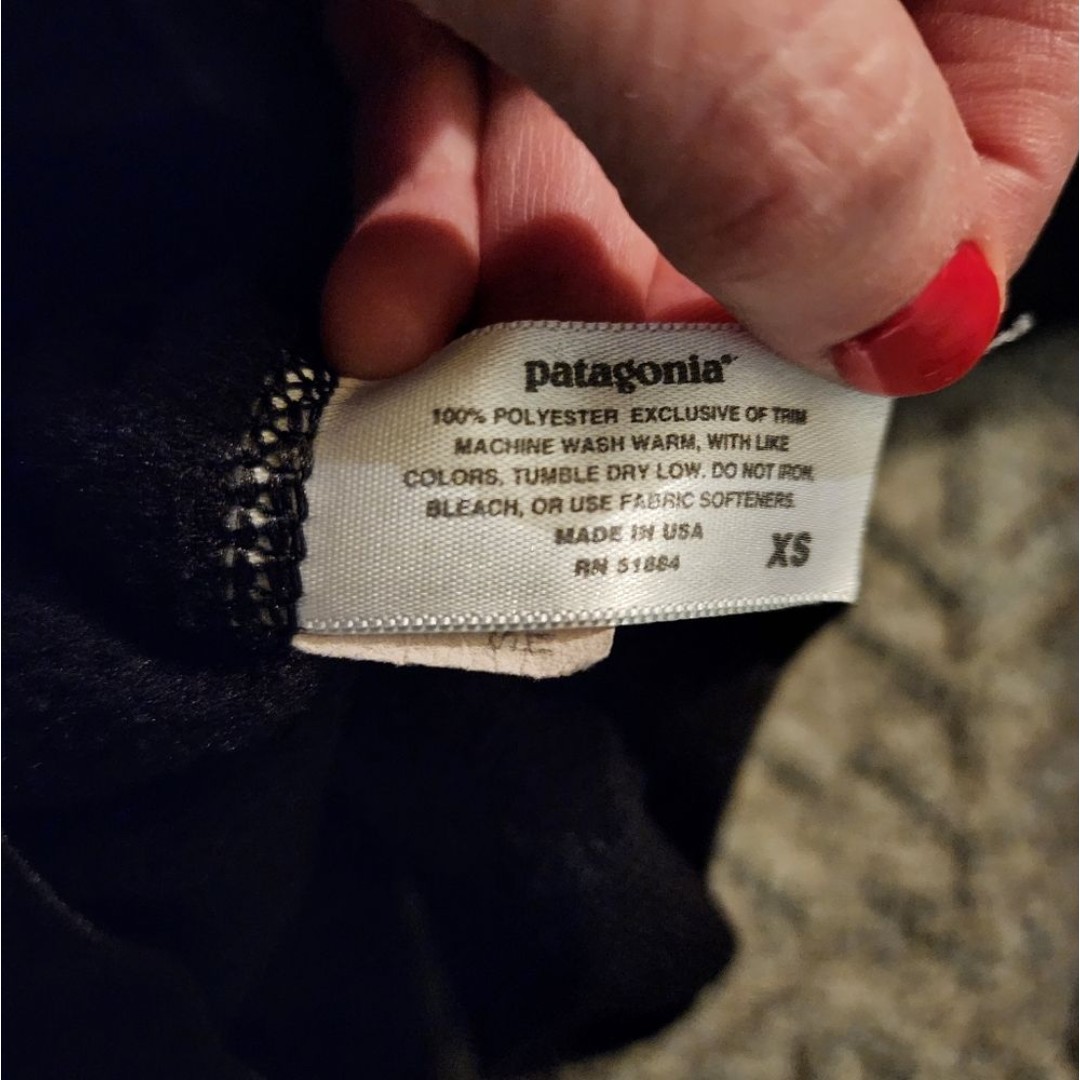 patagonia®
100% POLYESTER EXCLUSIVE OF TRIM
MACHINE WASH WARM, WITH LIKE
COLORS, TUMBLE DRY LOW. DO NOT IRON,
BLEACH, OR USE FABRIC SOFTENERS.
MADE IN USA
RN 51884
XS